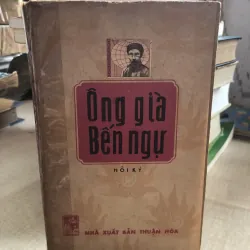 Ông già
Bến ngự
HỒI KÝ
NHÀ XUẤT BẢN THUẬN HÓA